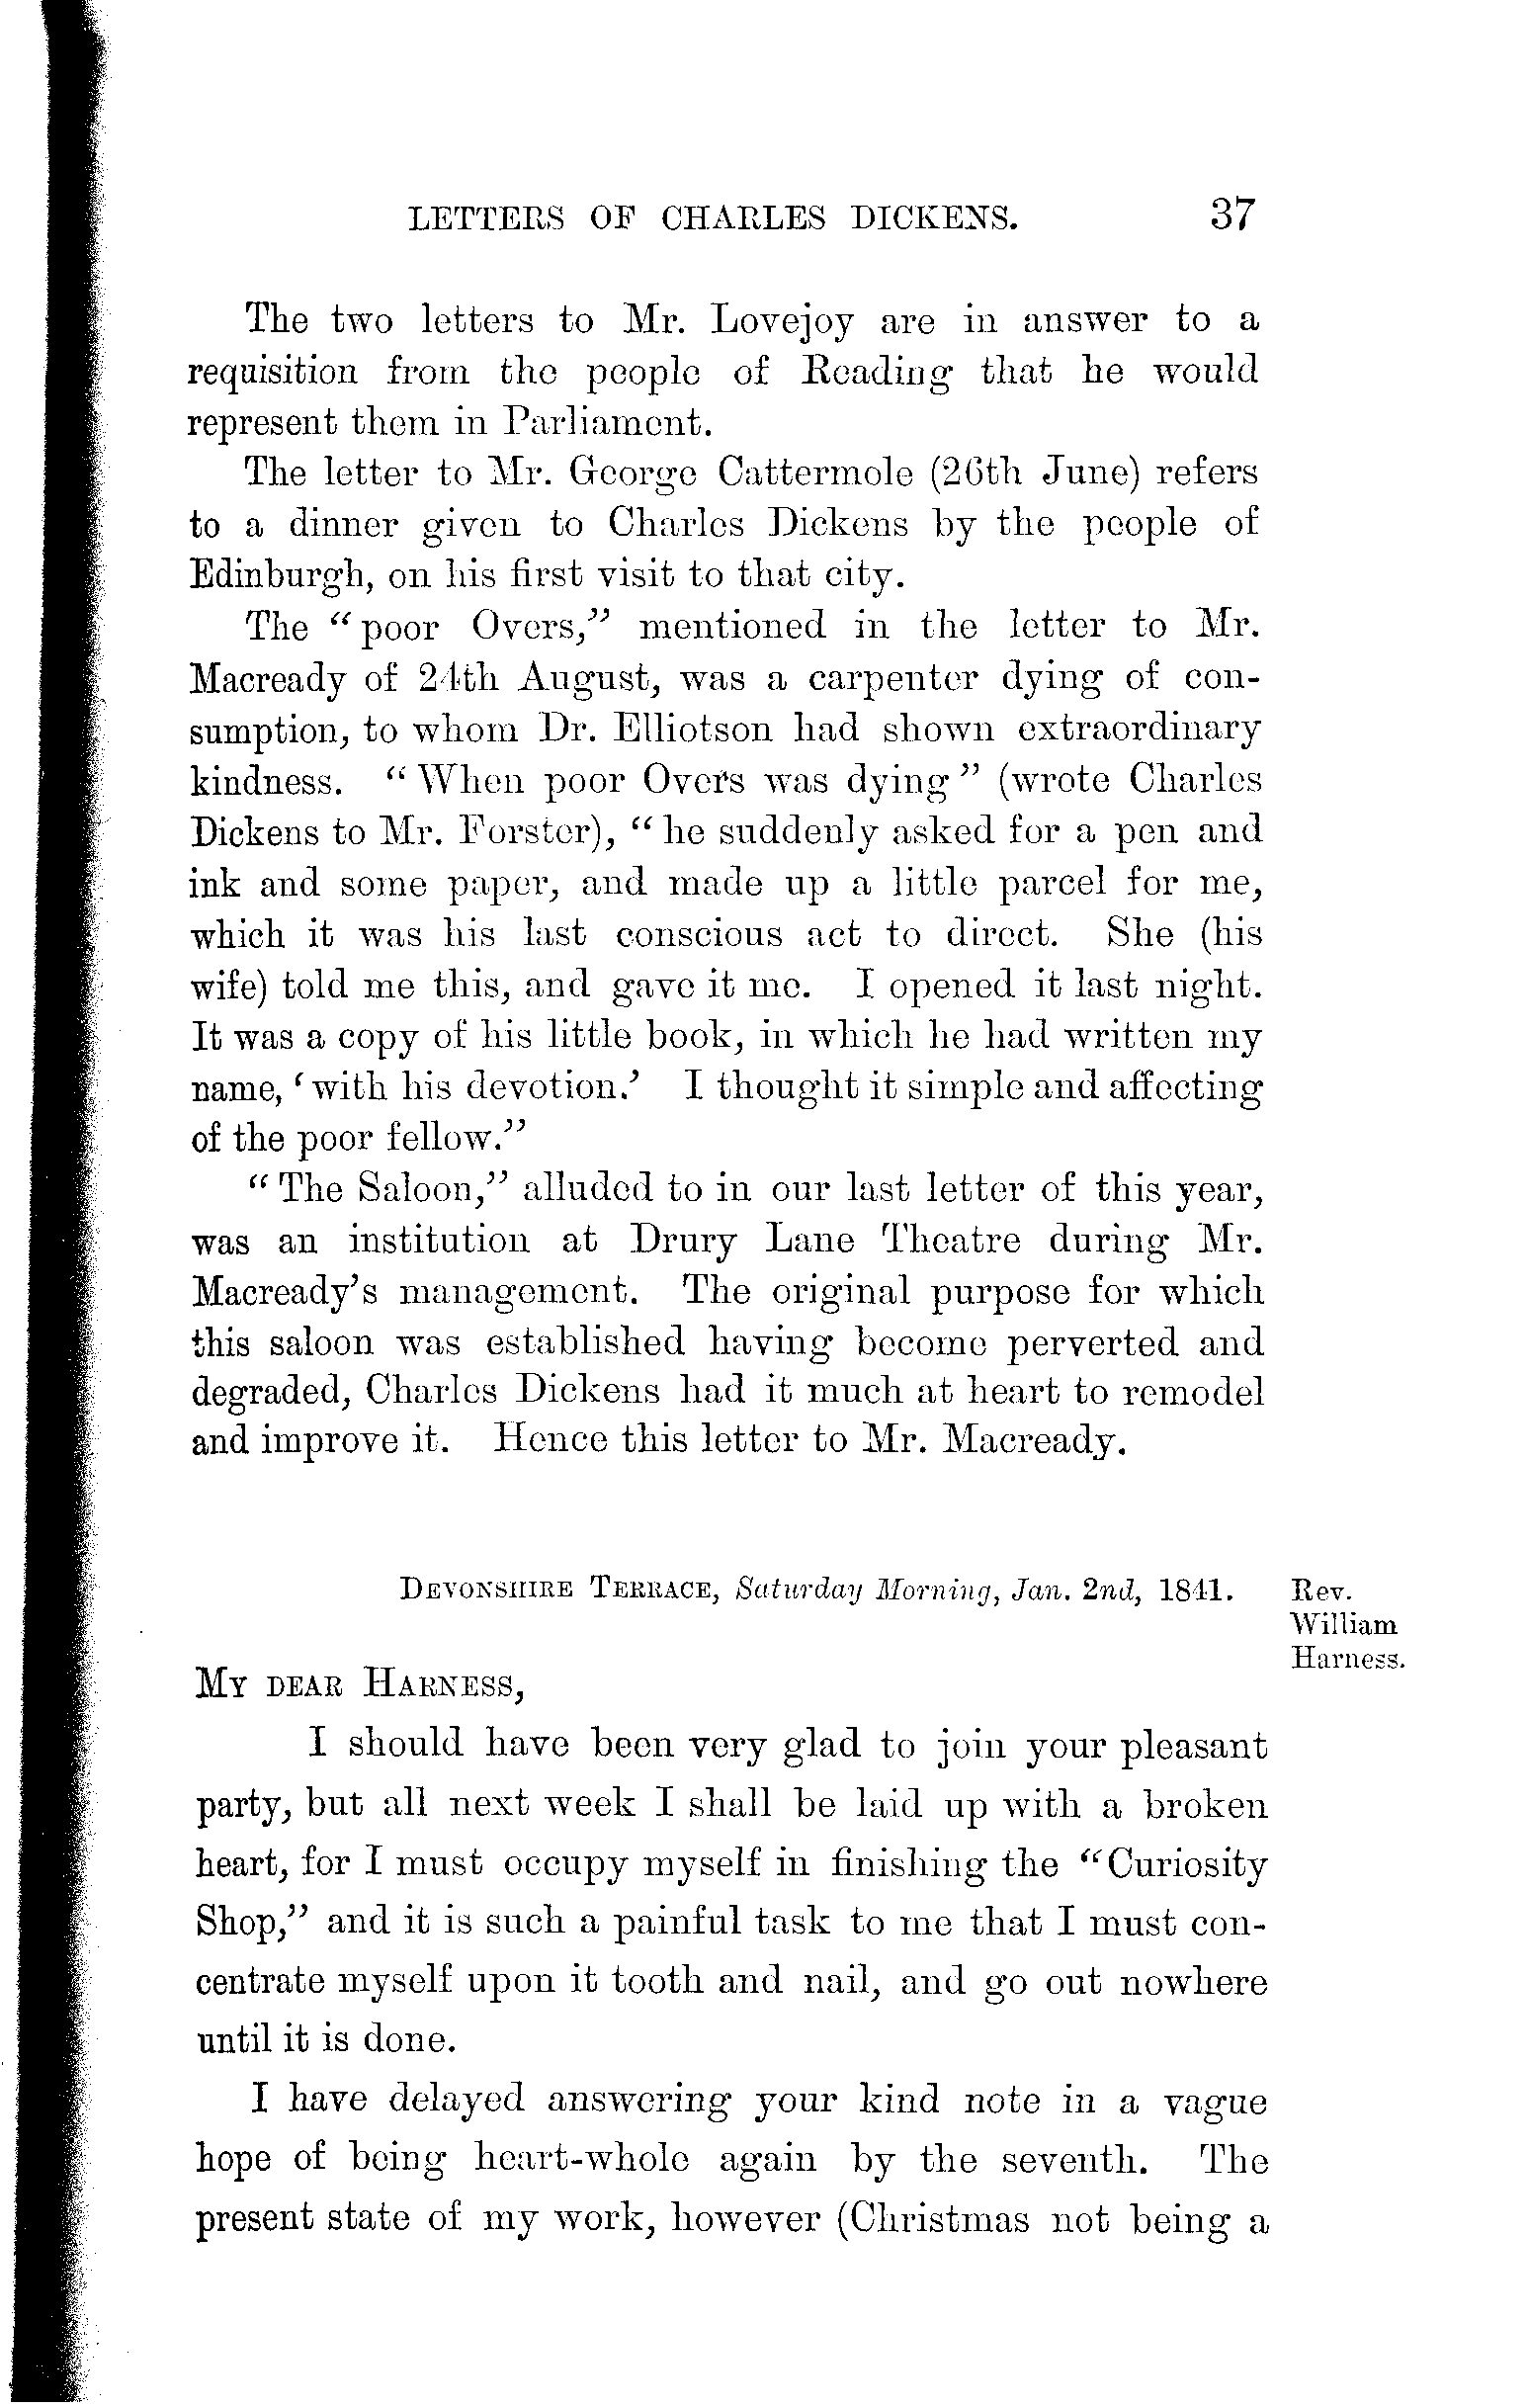 LETTERS OF CHARLES DICKENS. 37
The two letters to Mr. Lovejoy are in answer to a
requisition from the people of Reading that he would
represent them in Parliament.
The letter to Mr. George Cattermole (26th June) refers
to a dinner given to Charles Dickens by the people of
Edinburgh, on his first visit to that city.
The “poor Overs,” mentioned in the letter to Mr.
Macready of 24th August, was a carpenter dying of con-
sumption, to whom Dr. Elliotson had shown extraordinary
kindness. “When poor Overs was dying” (wrote Charles
Dickens to Mr. Forster), “he suddenly asked for a pen and
ink and some paper, and made up a little parcel for me,
which it was his last conscious act to direct. She (his
wife) told me this, and gave it me. I opened it last night.
It was a copy of his little book, in which he had written my
name, ‘with his devotion.’ I thought it simple and affecting
of the poor fellow.”
“The Saloon,” alluded to in our last letter of this year,
was an institution at Drury Lane Theatre during Mr.
Macready’s management. The original purpose for which
this saloon was established having become perverted and
degraded, Charles Dickens had it much at heart to remodel
and improve it. Hence this letter to Mr. Macready.
DEVONSHIRE TERRACE, Saturday Morning, Jan. 2nd, 1841.
Rev.
William
Harness.
MY DEAR HARNESS,
I should have been very glad to join your pleasant
party, but all next week I shall be laid up with a broken
heart, for I must occupy myself in finishing the “Curiosity
Shop,” and it is such a painful task to me that I must con-
centrate myself upon it tooth and nail, and go out nowhere
until it is done.
I have delayed answering your kind note in a vague
hope of being heart-whole again by the seventh. The
present state of my work, however (Christmas not being a